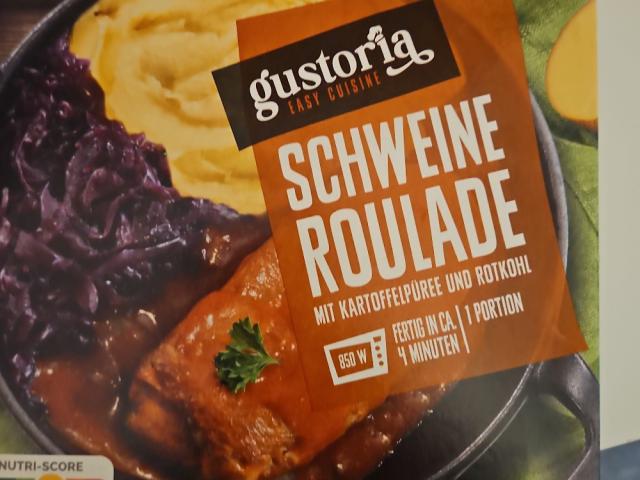 gustoria
EASY CUISINE
SCHWEINE
ROULADE
MIT KARTOFFELPÜREE UND ROTKOHL
850 W
FERTIG IN CA.
4 MINUTEN
1 PORTION
NUTRI-SCORE